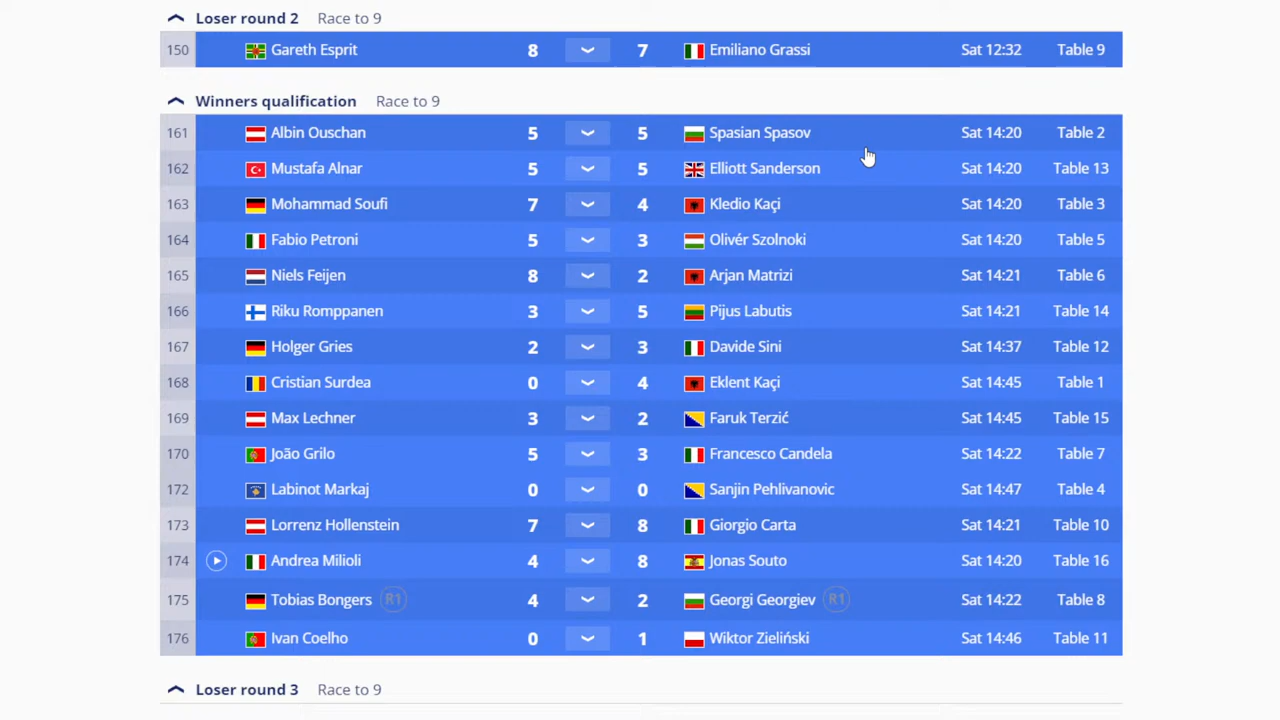 Loser round 2 Race to 9
150 Gareth Esprit 8 7 Emiliano Grassi Sat 12:32 Table 9
Winners qualification Race to 9
161 Albin Ouschan 5 5 Spasian Spasov Sat 14:20 Table 2
162 Mustafa Alnar 5 5 Elliott Sanderson Sat 14:20 Table 13
163 Mohammad Soufi 7 4 Kledio Kaçi Sat 14:20 Table 3
164 Fabio Petroni 5 3 Olivér Szolnoki Sat 14:20 Table 5
165 Niels Feijen 8 2 Arjan Matrizi Sat 14:21 Table 6
166 Riku Romppanen 3 5 Pijus Labutis Sat 14:21 Table 14
167 Holger Gries 2 3 Davide Sini Sat 14:37 Table 12
168 Cristian Surdea 0 4 Eklent Kaçi Sat 14:45 Table 1
169 Max Lechner 3 2 Faruk Terzić Sat 14:45 Table 15
170 João Grilo 5 3 Francesco Candela Sat 14:22 Table 7
172 Labinot Markaj 0 0 Sanjin Pehlivanovic Sat 14:47 Table 4
173 Lorrenz Hollenstein 7 8 Giorgio Carta Sat 14:21 Table 10
174 Andrea Milioli 4 8 Jonas Souto Sat 14:20 Table 16
175 Tobias Bongers R1 4 2 Georgi Georgiev R1 Sat 14:22 Table 8
176 Ivan Coelho 0 1 Wiktor Zieliński Sat 14:46 Table 11
Loser round 3 Race to 9